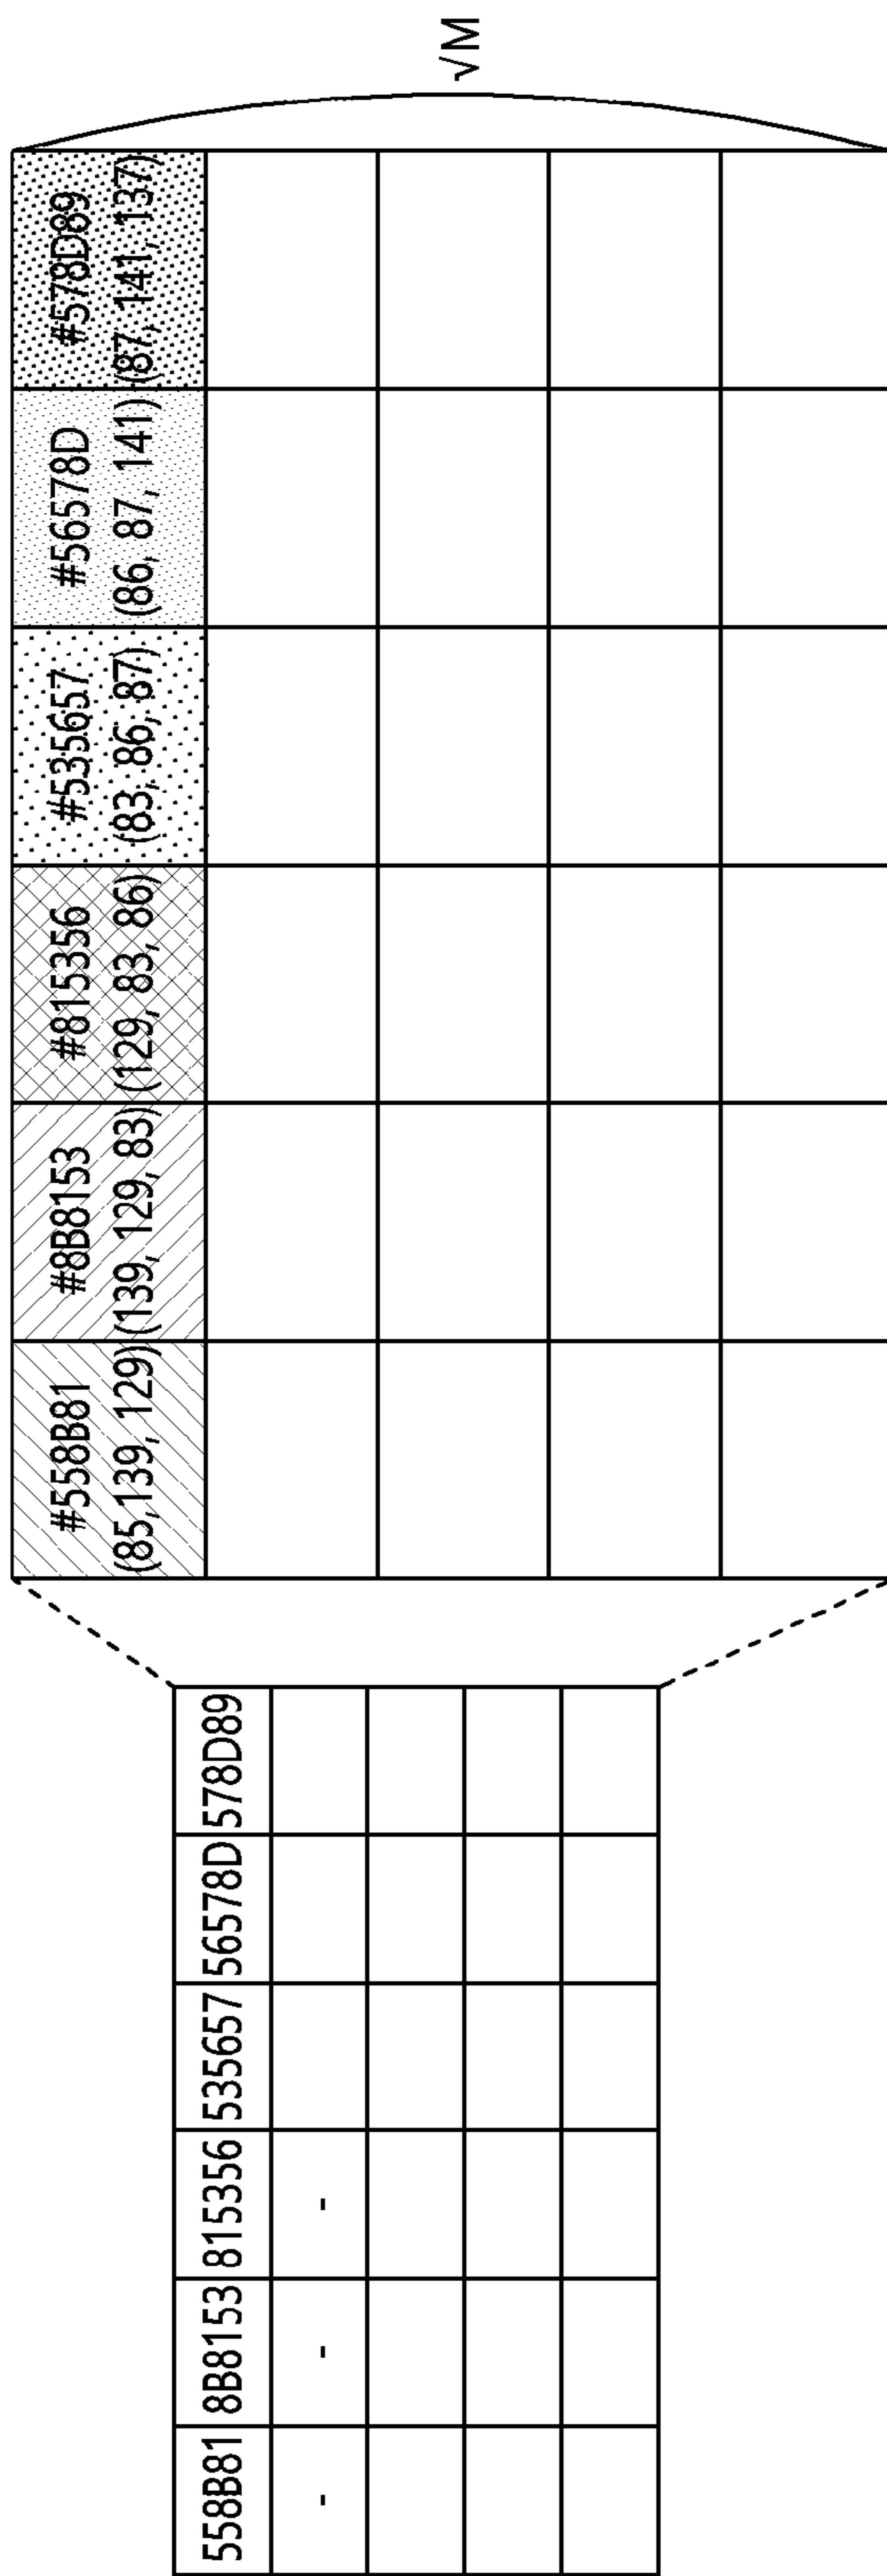 558B81 8B8153 815356 535657 56578D 578D89
- - -
#558B81 #8B8153 #815356 #535657 #56578D #578D89
(85,139, 129) (139, 129, 83) (129, 83, 86) (83, 86, 87) (86, 87, 141) (87, 141, 137)
√M